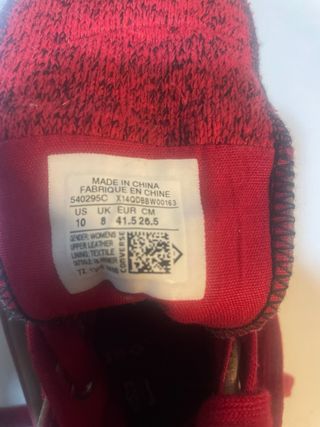 MADE IN CHINA
FABRIQUE EN CHINE
540295C X14QDBBW00163
US UK EUR CM
10 8 41.5 26.5
GENDER: WOMENS
UPPER: LEATHER
LINING: TEXTILE
CONVERSE